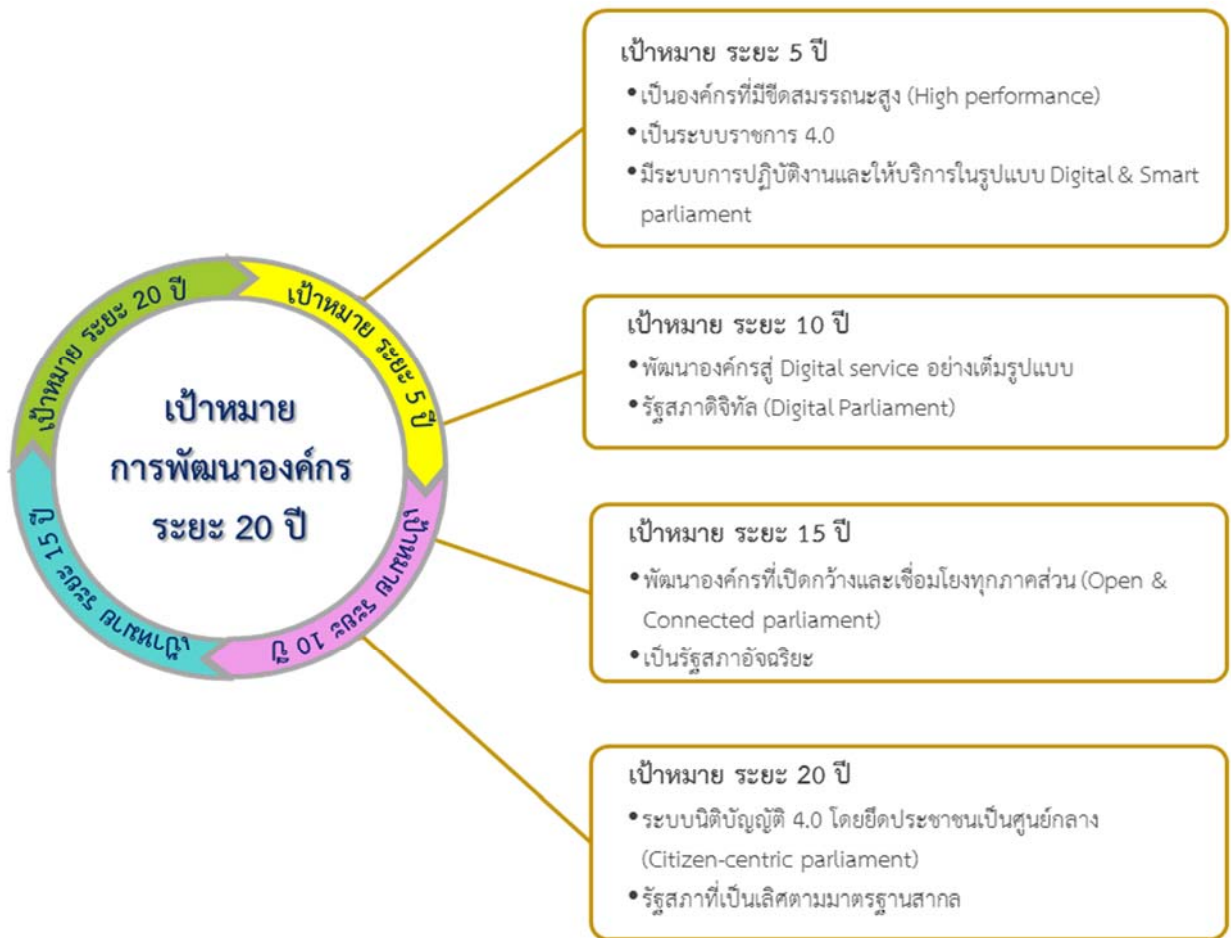 เป้าหมาย ระยะ 5 ปี
•เป็นองค์กรที่มีขีดสมรรถนะสูง (High performance)
•เป็นระบบราชการ 4.0
•มีระบบการปฏิบัติงานและให้บริการในรูปแบบ Digital & Smart
parliament
เป้าหมาย ระยะ 20 ปี
เป้าหมาย ระยะ 5 ปี
เป้าหมาย ระยะ 10 ปี
เป้าหมาย ระยะ 15 ปี
เป้าหมาย
การพัฒนาองค์กร
ระยะ 20 ปี
เป้าหมาย ระยะ 10 ปี
•พัฒนาองค์กรสู่ Digital service อย่างเต็มรูปแบบ
•รัฐสภาดิจิทัล (Digital Parliament)
เป้าหมาย ระยะ 15 ปี
•พัฒนาองค์กรที่เปิดกว้างและเชื่อมโยงทุกภาคส่วน (Open &
Connected parliament)
•เป็นรัฐสภาอัจฉริยะ
เป้าหมาย ระยะ 20 ปี
•ระบบนิติบัญญัติ 4.0 โดยยึดประชาชนเป็นศูนย์กลาง
(Citizen-centric parliament)
•รัฐสภาที่เป็นเลิศตามมาตรฐานสากล